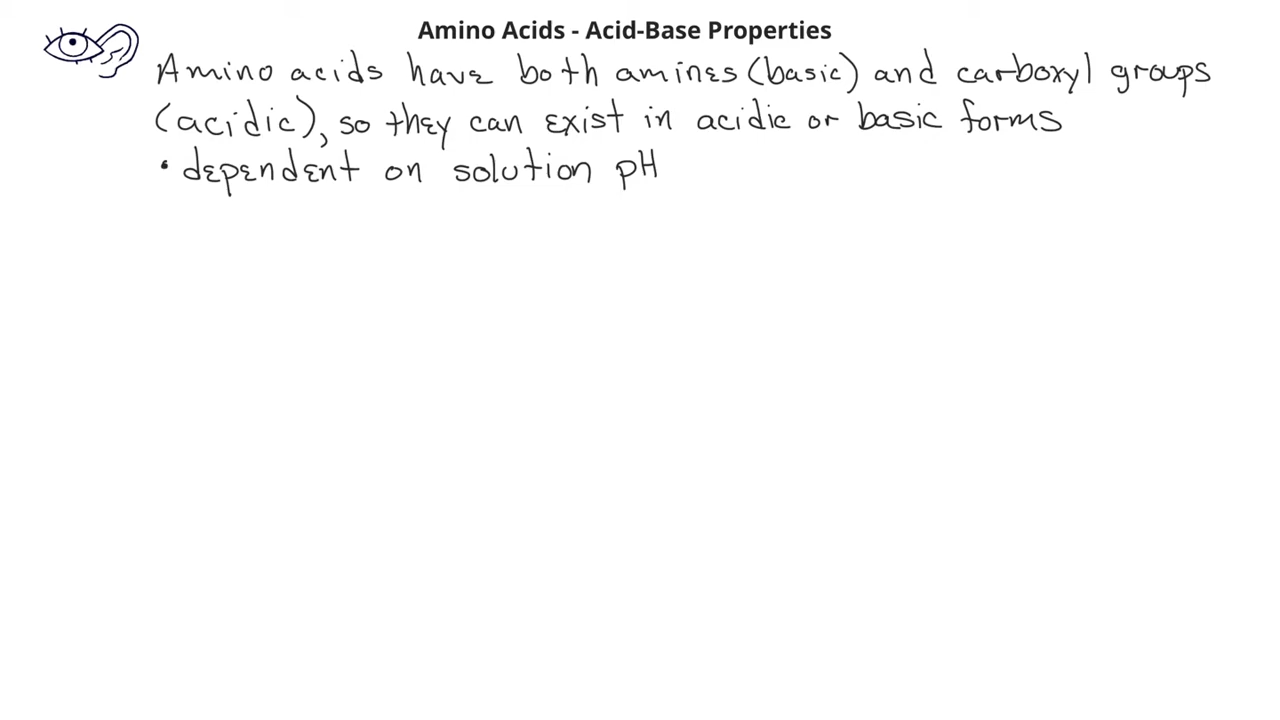 Amino Acids - Acid-Base Properties
Amino acids have both amines (basic) and carboxyl groups
(acidic), so they can exist in acidic or basic forms
• dependent on solution pH